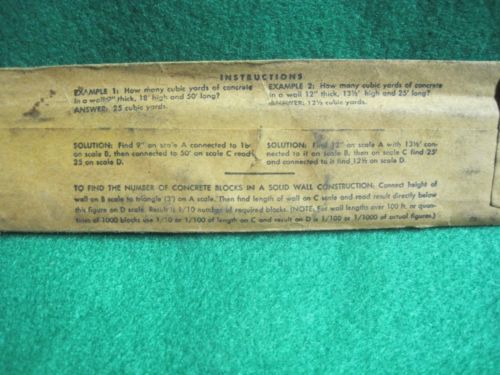 INSTRUCTIONS
EXAMPLE 1: How many cubic yards of concrete
in a wall 9" thick, 18' high and 50' long?
ANSWER: 25 cubic yards.
EXAMPLE 2: How many cubic yards of concrete
in a wall 12" thick, 13½' high and 25' long?
ANSWER: 12½ cubic yards.
SOLUTION: Find 9" on scale A connected to 18'
on scale B, then connected to 50' on scale C read
25 on scale D.
SOLUTION: Find 12" on scale A with 13½' con-
nected to it on scale B, then on scale C find 25'
and connected to it find 12½ on scale D.
TO FIND THE NUMBER OF CONCRETE BLOCKS IN A SOLID WALL CONSTRUCTION: Connect height of
wall on B scale to triangle (3') on A scale. Then find length of wall on C scale and read result directly below
this figure on D scale. Result is 1/10 number of required blocks. (NOTE: For wall lengths over 100 ft. or quan-
tities of 1000 blocks use 1/10 or 1/100 of length on C and result on D is 1/100 or 1/1000 of actual figures.)